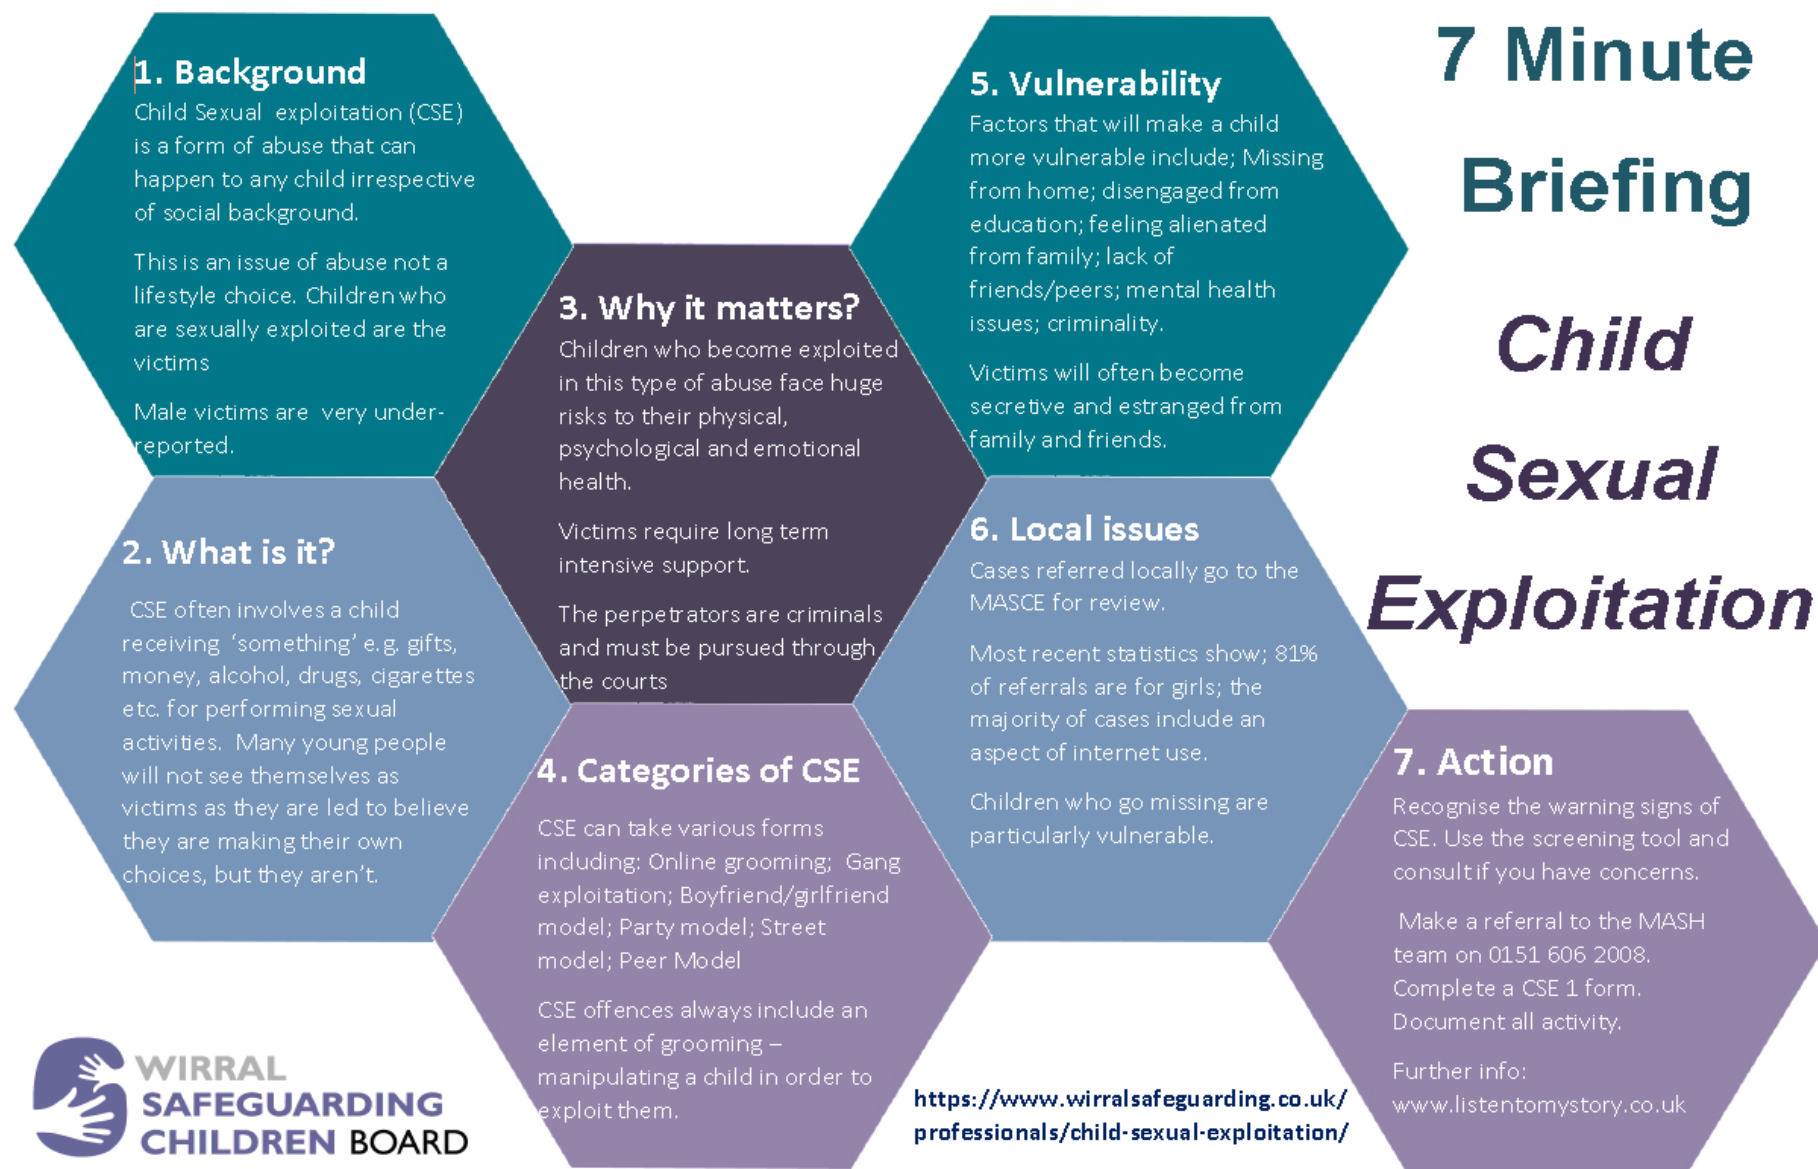 7 Minute
Briefing
Child
Sexual
Exploitation
1. Background
Child Sexual  exploitation (CSE)
is a form of abuse that can
happen to any child irrespective
of social background.
This is an issue of abuse not a
lifestyle choice. Children who
are sexually exploited are the
victims
Male victims are  very under-
reported.
2. What is it?
CSE often involves a child
receiving  ‘something’ e.g. gifts,
money, alcohol, drugs, cigarettes
etc. for performing sexual
activities.  Many young people
will not see themselves as
victims as they are led to believe
they are making their own
choices, but they aren’t.
3. Why it matters?
Children who become exploited
in this type of abuse face huge
risks to their physical,
psychological and emotional
health.
Victims require long term
intensive support.
The perpetrators are criminals
and must be pursued through
the courts
4. Categories of CSE
CSE can take various forms
including: Online grooming;  Gang
exploitation; Boyfriend/girlfriend
model; Party model; Street
model; Peer Model
CSE offences always include an
element of grooming –
manipulating a child in order to
exploit them.
5. Vulnerability
Factors that will make a child
more vulnerable include; Missing
from home; disengaged from
education; feeling alienated
from family; lack of
friends/peers; mental health
issues; criminality.
Victims will often become
secretive and estranged from
family and friends.
6. Local issues
Cases referred locally go to the
MASCE for review.
Most recent statistics show; 81%
of referrals are for girls; the
majority of cases include an
aspect of internet use.
Children who go missing are
particularly vulnerable.
7. Action
Recognise the warning signs of
CSE. Use the screening tool and
consult if you have concerns.
Make a referral to the MASH
team on 0151 606 2008.
Complete a CSE 1 form.
Document all activity.
Further info:
www.listentomystory.co.uk
WIRRAL
SAFEGUARDING
CHILDREN BOARD
https://www.wirralsafeguarding.co.uk/
professionals/child-sexual-exploitation/